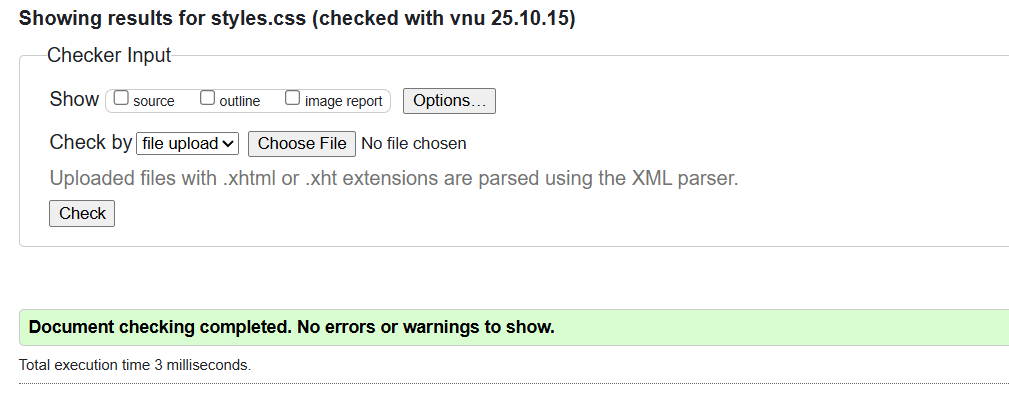 Showing results for styles.css (checked with vnu 25.10.15)
Checker Input
Show source outline image report Options…
Check by file upload Choose File No file chosen
Uploaded files with .xhtml or .xht extensions are parsed using the XML parser.
Check
Document checking completed. No errors or warnings to show.
Total execution time 3 milliseconds.